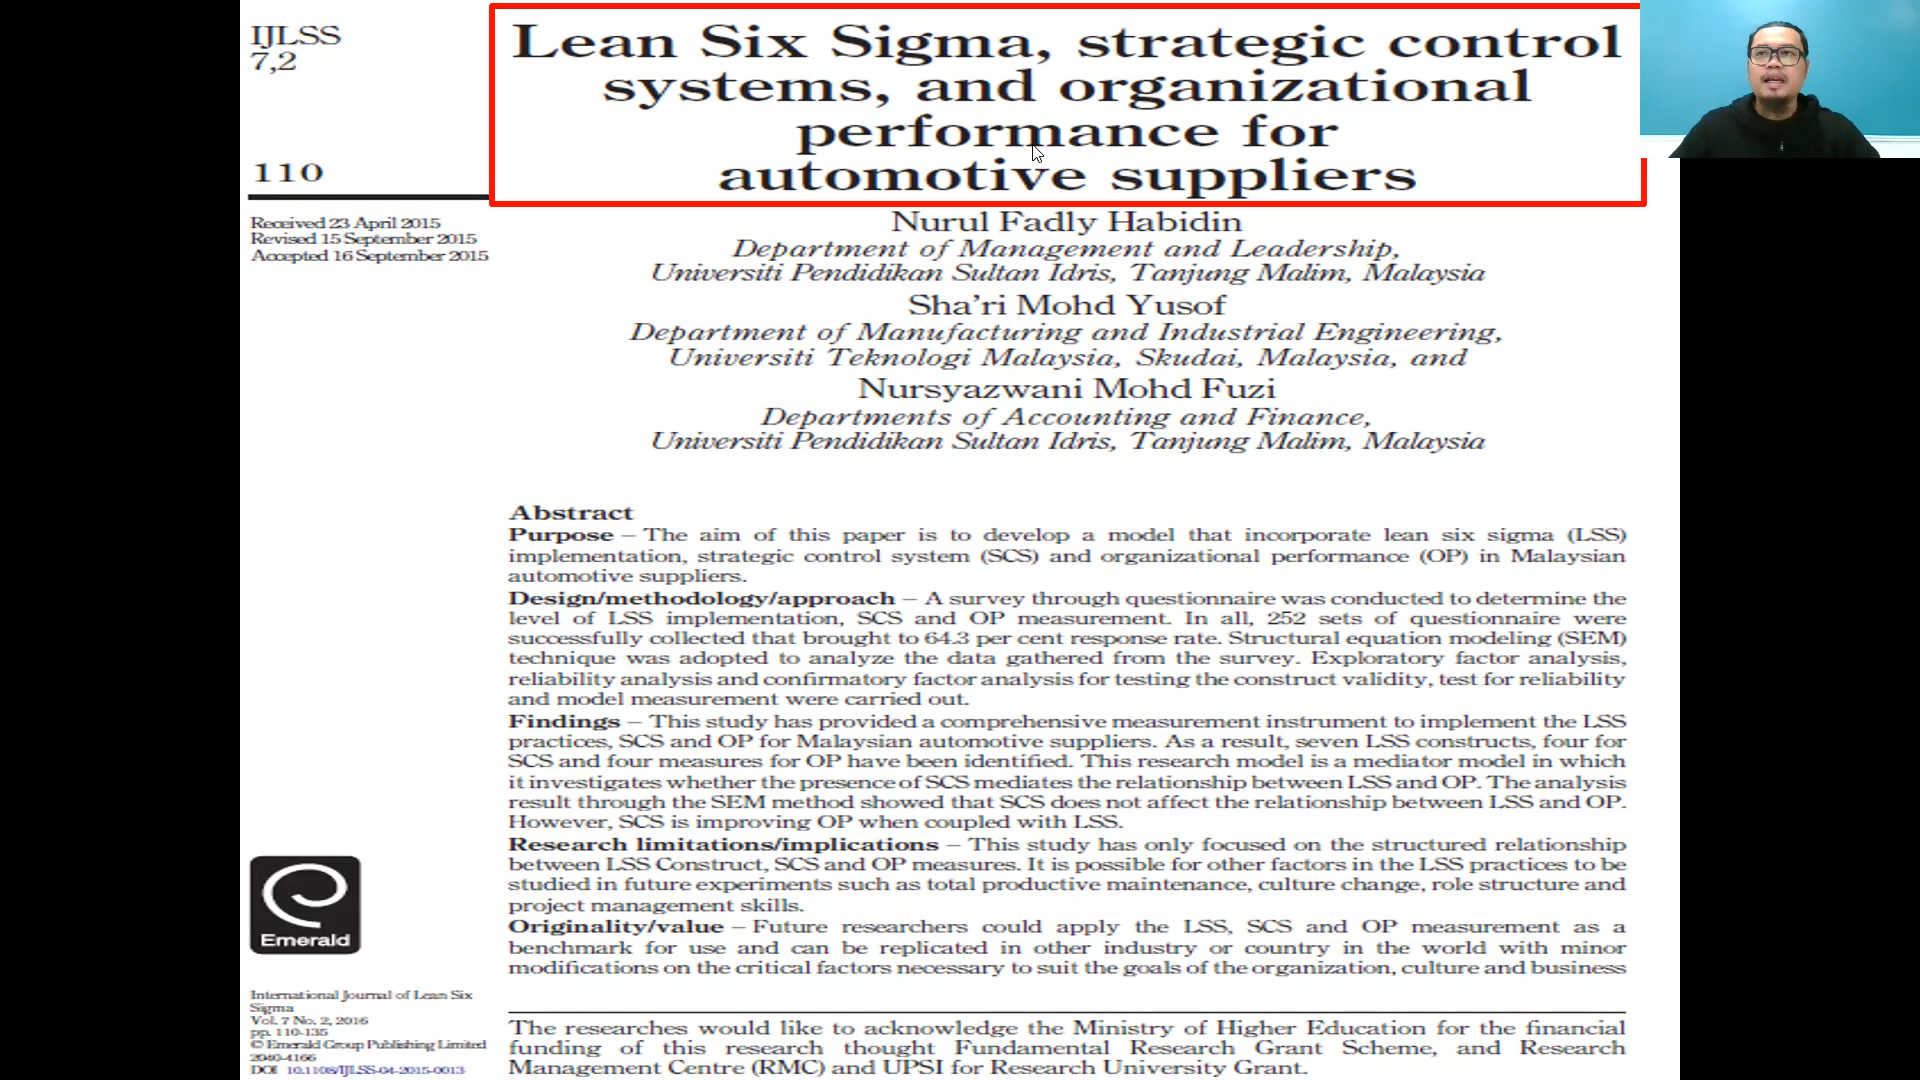 IJLSS
7,2
110
Received 23 April 2015
Revised 15 September 2015
Accepted 16 September 2015
Lean Six Sigma, strategic control
systems, and organizational
performance for
automotive suppliers
Nurul Fadly Habidin
Department of Management and Leadership,
Universiti Pendidikan Sultan Idris, Tanjung Malim, Malaysia
Sha'ri Mohd Yusof
Department of Manufacturing and Industrial Engineering,
Universiti Teknologi Malaysia, Skudai, Malaysia, and
Nursyazwani Mohd Fuzi
Departments of Accounting and Finance,
Universiti Pendidikan Sultan Idris, Tanjung Malim, Malaysia
Abstract
Purpose – The aim of this paper is to develop a model that incorporate lean six sigma (LSS)
implementation, strategic control system (SCS) and organizational performance (OP) in Malaysian
automotive suppliers.
Design/methodology/approach – A survey through questionnaire was conducted to determine the
level of LSS implementation, SCS and OP measurement. In all, 252 sets of questionnaire were
successfully collected that brought to 64.3 per cent response rate. Structural equation modeling (SEM)
technique was adopted to analyze the data gathered from the survey. Exploratory factor analysis,
reliability analysis and confirmatory factor analysis for testing the construct validity, test for reliability
and model measurement were carried out.
Findings – This study has provided a comprehensive measurement instrument to implement the LSS
practices, SCS and OP for Malaysian automotive suppliers. As a result, seven LSS constructs, four for
SCS and four measures for OP have been identified. This research model is a mediator model in which
it investigates whether the presence of SCS mediates the relationship between LSS and OP. The analysis
result through the SEM method showed that SCS does not affect the relationship between LSS and OP.
However, SCS is improving OP when coupled with LSS.
Research limitations/implications – This study has only focused on the structured relationship
between LSS Construct, SCS and OP measures. It is possible for other factors in the LSS practices to be
studied in future experiments such as total productive maintenance, culture change, role structure and
project management skills.
Originality/value – Future researchers could apply the LSS, SCS and OP measurement as a
benchmark for use and can be replicated in other industry or country in the world with minor
modifications on the critical factors necessary to suit the goals of the organization, culture and business
Emerald
International Journal of Lean Six
Sigma
Vol. 7 No. 2, 2016
pp. 110-135
© Emerald Group Publishing Limited
2040-4166
DOI 10.1108/IJLSS-04-2015-0013
The researches would like to acknowledge the Ministry of Higher Education for the financial
funding of this research thought Fundamental Research Grant Scheme, and Research
Management Centre (RMC) and UPSI for Research University Grant.